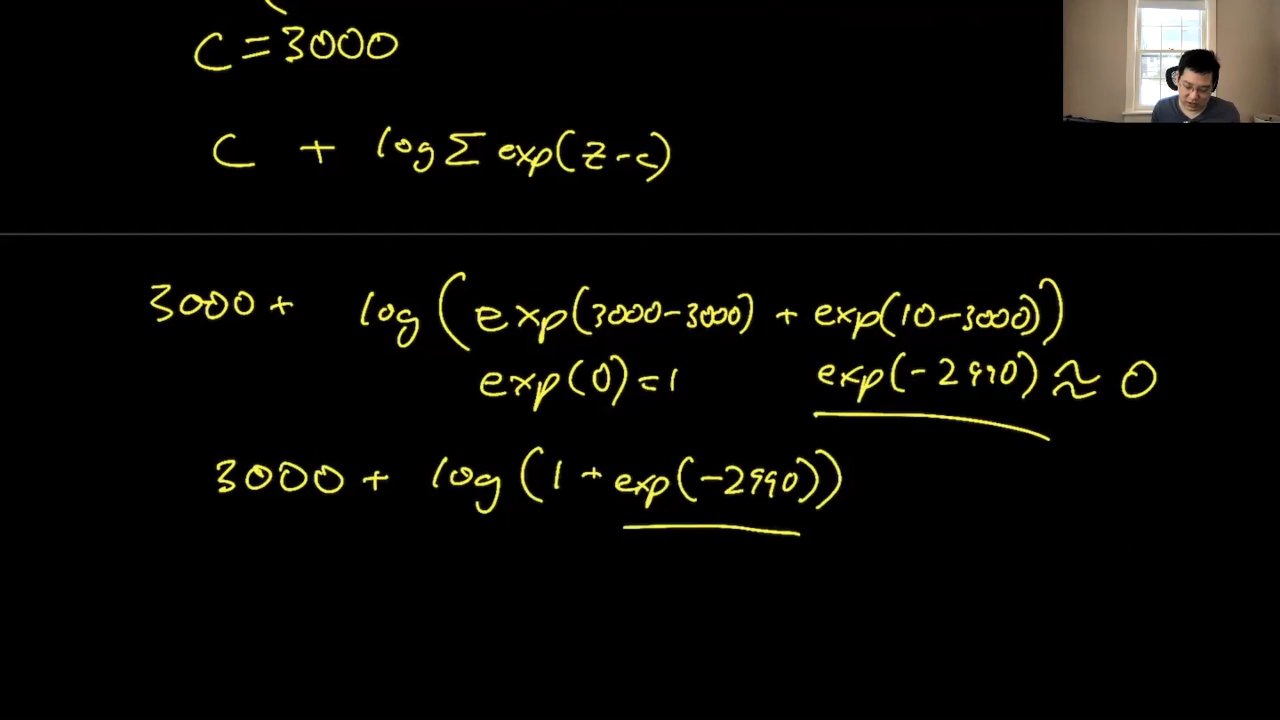 C = 3000
C + log Σ exp(z-c)
3000 + log (exp(3000-3000) + exp(10-3000))
exp(0) = 1 exp(-2990) ≈ 0
3000 + log (1 + exp(-2990))